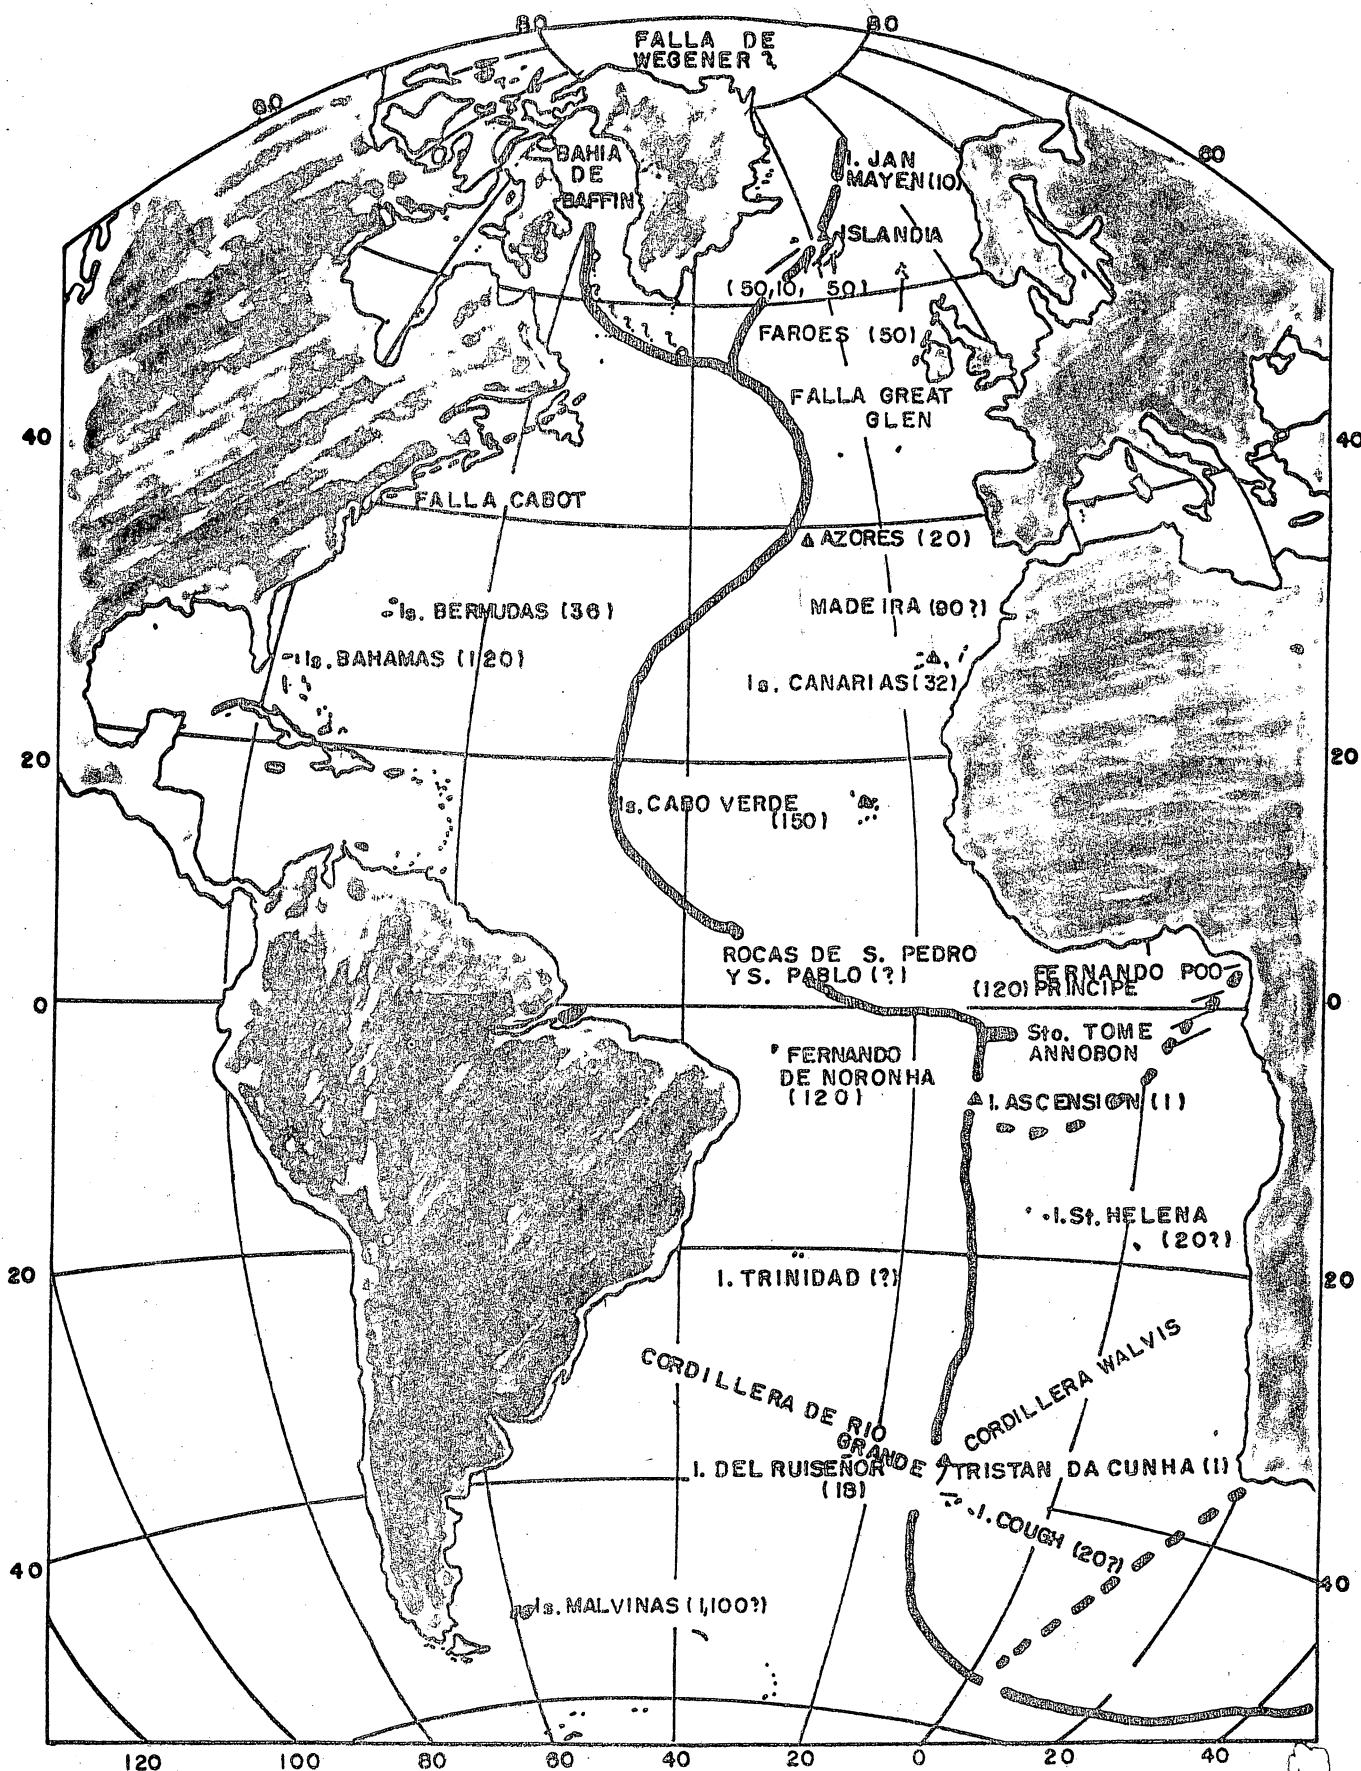 80
80
FALLA DE
WEGENER ?
60
60
BAHIA
DE
BAFFIN
I. JAN
MAYEN (10)
ISLANDIA
(50,10, 50)
FAROES (50)
FALLA GREAT
GLEN
40
40
FALLA CABOT
AZORES (20)
Is. BERMUDAS (36)
MADEIRA (90?)
Is. BAHAMAS (120)
Is. CANARIAS (32)
20
20
Is. CABO VERDE
(150)
ROCAS DE S. PEDRO
Y S. PABLO (?)
FERNANDO POO
(120) PRINCIPE
0
0
Sto. TOME
ANNOBON
FERNANDO
DE NORONHA
(120)
I. ASCENSION (1)
I. St. HELENA
(20?)
20
20
I. TRINIDAD (?)
CORDILLERA DE RIO
GRANDE
CORDILLERA WALVIS
I. DEL RUISEÑOR
(18)
TRISTAN DA CUNHA (1)
I. COUGH (20?)
40
40
Is. MALVINAS (1,100?)
120 100 80 60 40 20 0 20 40